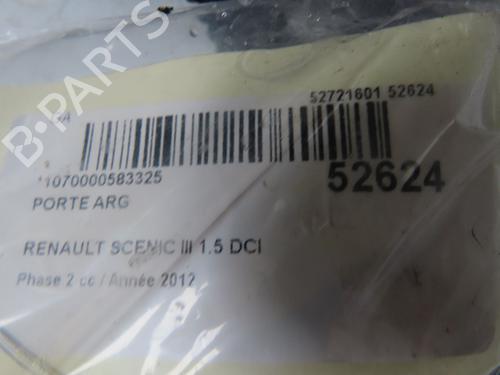 52721601 52624
*1070000583325
52624
PORTE ARG
RENAULT SCENIC III 1.5 DCI
Phase 2 cc / Année 2012
B-PARTS